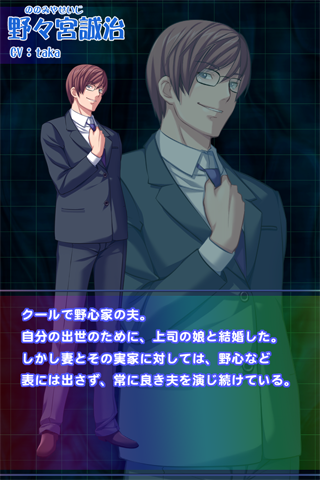 ののみやせいじ
野々宮誠治
CV：taka
クールで野心家の夫。
自分の出世のために、上司の娘と結婚した。
しかし妻とその実家に対しては、野心など
表には出さず、常に良き夫を演じ続けている。